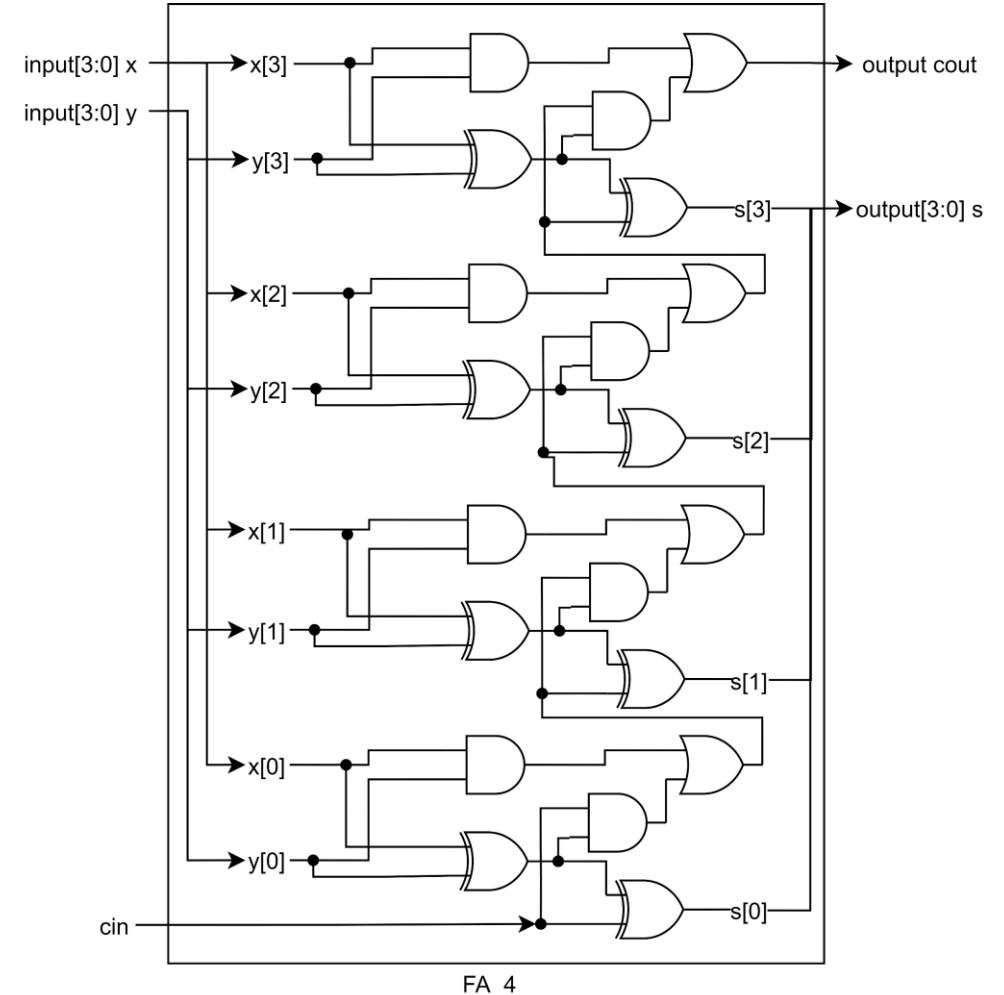 input[3:0] x
x[3]
output cout
input[3:0] y
y[3]
s[3]
output[3:0] s
x[2]
y[2]
s[2]
x[1]
y[1]
s[1]
x[0]
y[0]
s[0]
cin
FA 4